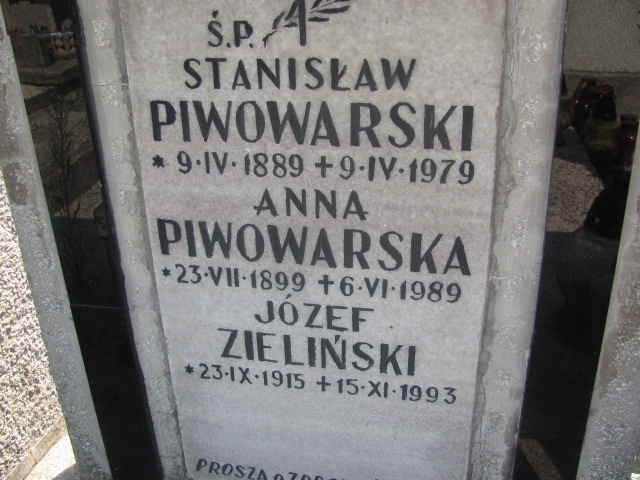 Ś.P.
STANISŁAW
PIWOWARSKI
* 9·IV·1889 + 9·IV·1979
ANNA
PIWOWARSKA
* 23·VII·1899 + 6·VI·1989
JÓZEF
ZIELIŃSKI
* 23·IX·1915 + 15·XI·1993
PROSZĄ O